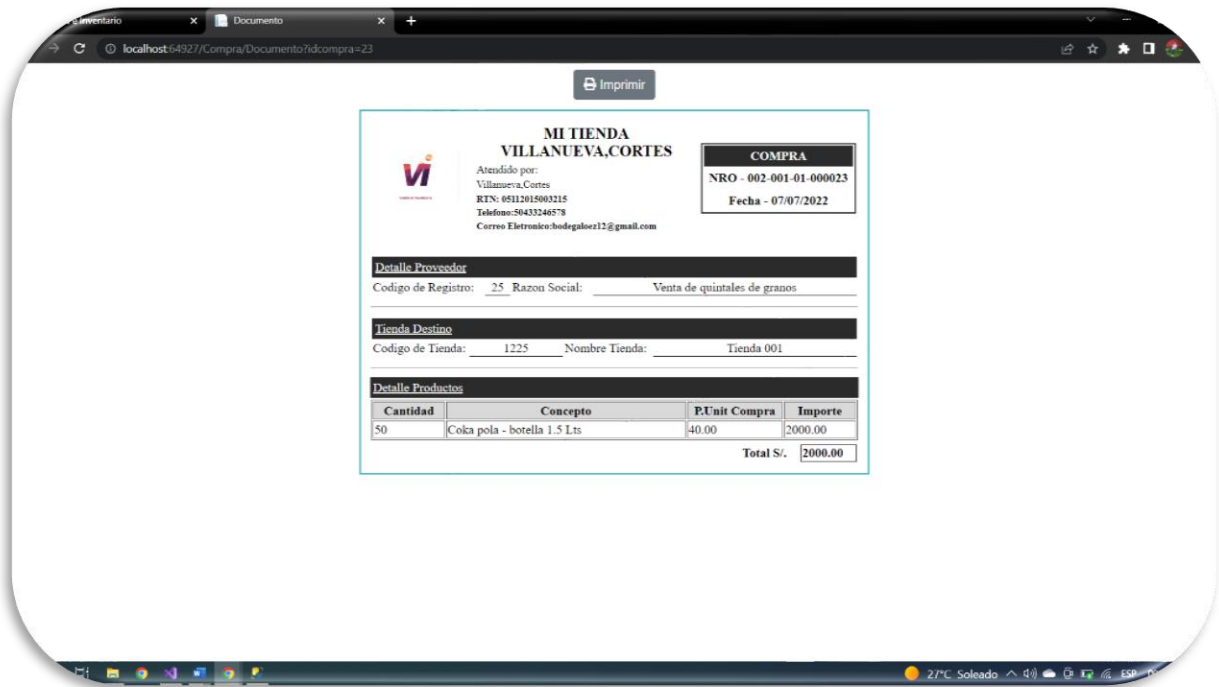 e Inventario
Documento
localhost:64927/Compra/Documento?idcompra=23
Imprimir
MI TIENDA
VILLANUEVA,CORTES
Atendido por:
Villanueva,Cortes
RTN: 05112015003215
Telefono:50433246578
Correo Eletronico:bodegaloez12@gmail.com
COMPRA
NRO - 002-001-01-000023
Fecha - 07/07/2022
Detalle Proveedor
Codigo de Registro: 25 Razon Social: Venta de quintales de granos
Tienda Destino
Codigo de Tienda: 1225 Nombre Tienda: Tienda 001
Detalle Productos
Cantidad Concepto P.Unit Compra Importe
50 Coka pola - botella 1.5 Lts 40.00 2000.00
Total S/. 2000.00
27°C Soleado ESP